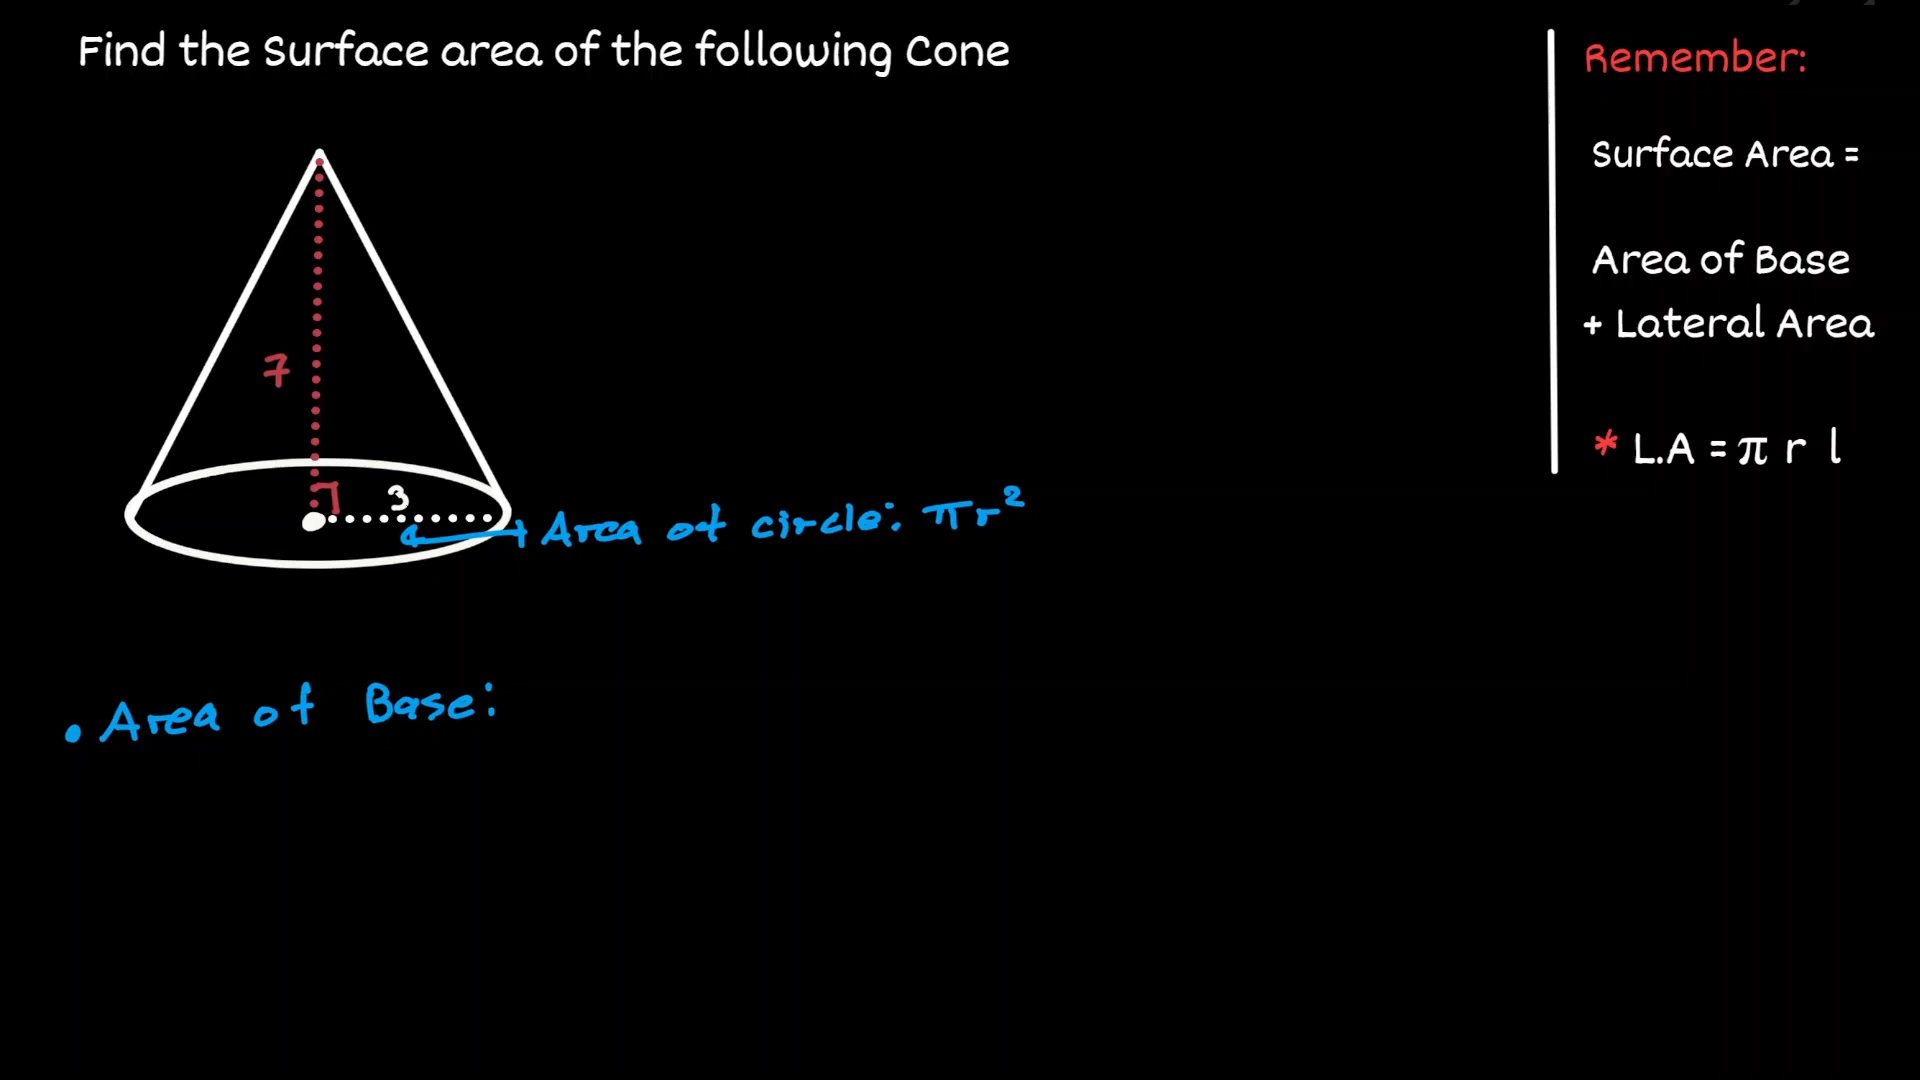 Find the Surface area of the following Cone
Remember:
Surface Area =
Area of Base
+ Lateral Area
* L.A = π r l
7
3
Area of circle: πr²
• Area of Base: